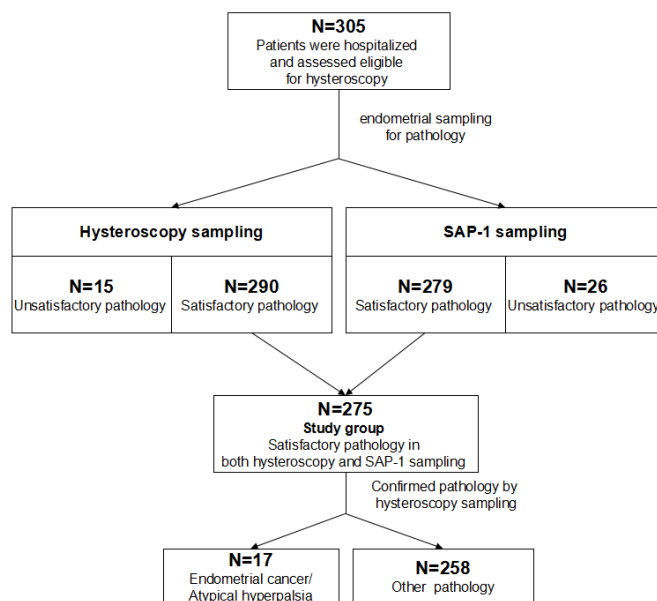 N=305
Patients were hospitalized
and assessed eligible
for hysteroscopy
endometrial sampling
for pathology
Hysteroscopy sampling
SAP-1 sampling
N=15
Unsatisfactory pathology
N=290
Satisfactory pathology
N=279
Satisfactory pathology
N=26
Unsatisfactory pathology
N=275
Study group
Satisfactory pathology in
both hysteroscopy and SAP-1 sampling
Confirmed pathology by
hysteroscopy sampling
N=17
Endometrial cancer/
Atypical hyperpalsia
N=258
Other pathology